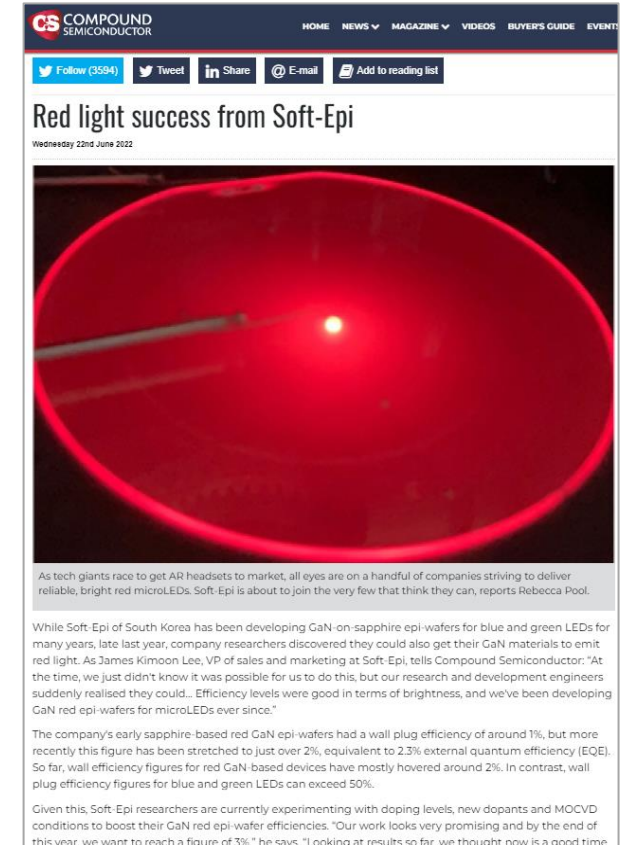 CS COMPOUND
SEMICONDUCTOR
HOME NEWS MAGAZINE VIDEOS BUYER'S GUIDE
Follow (3594) Tweet Share E-mail Add to reading list
Red light success from Soft-Epi
Wednesday 22nd June 2022
As tech giants race to get AR headsets to market, all eyes are on a handful of companies striving to deliver
reliable, bright red microLEDs. Soft-Epi is about to join the very few that think they can, reports Rebecca Pool.
While Soft-Epi of South Korea has been developing GaN-on-sapphire epi-wafers for blue and green LEDs for
many years, late last year, company researchers discovered they could also get their GaN materials to emit
red light. As James Kimoon Lee, VP of sales and marketing at Soft-Epi, tells Compound Semiconductor: "At
the time, we just didn't know it was possible for us to do this, but our research and development engineers
suddenly realised they could... Efficiency levels were good in terms of brightness, and we've been developing
GaN red epi-wafers for microLEDs ever since."
The company's early sapphire-based red GaN epi-wafers had a wall plug efficiency of around 1%, but more
recently this figure has been stretched to just over 2%, equivalent to 2.3% external quantum efficiency (EQE).
So far, wall efficiency figures for red GaN-based devices have mostly hovered around 2%. In contrast, wall
plug efficiency figures for blue and green LEDs can exceed 50%.
Given this, Soft-Epi researchers are currently experimenting with doping levels, new dopants and MOCVD
conditions to boost their GaN red epi-wafer efficiencies. "Our work looks very promising and by the end of
this year, we want to reach a figure of 3%," he says. "Looking at results so far, we thought now is a good time